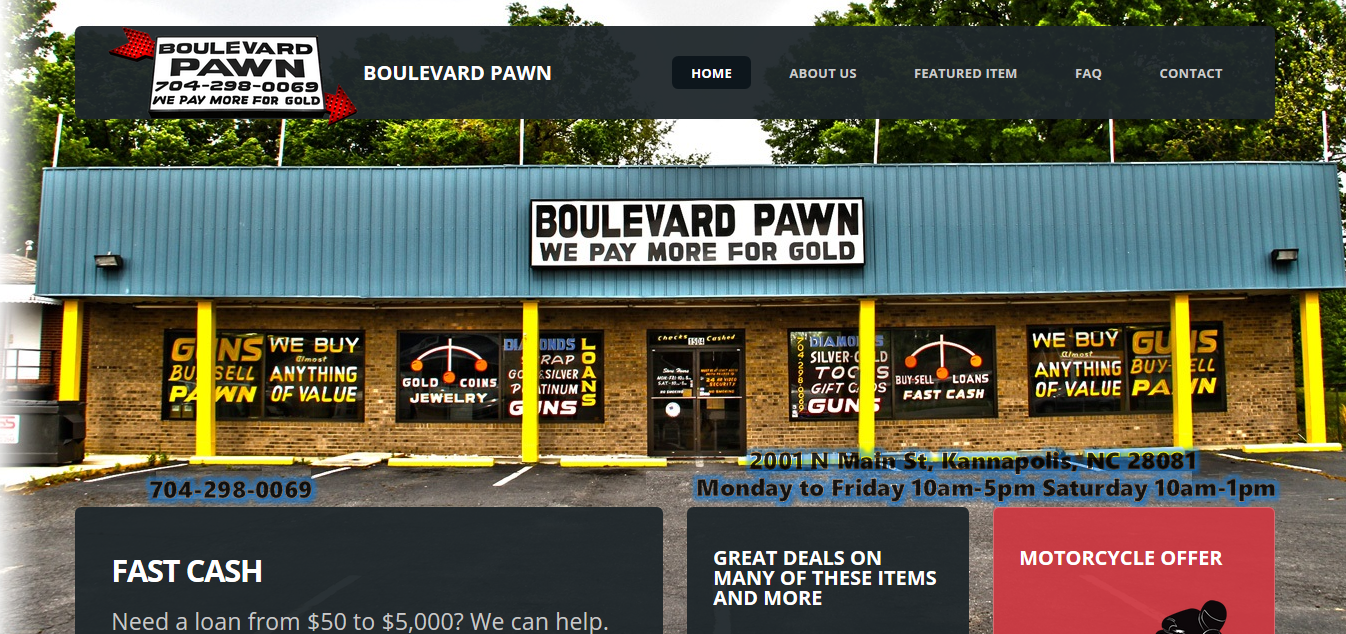 BOULEVARD
PAWN
704-298-0069
WE PAY MORE FOR GOLD
BOULEVARD PAWN
HOME
ABOUT US
FEATURED ITEM
FAQ
CONTACT
BOULEVARD PAWN
WE PAY MORE FOR GOLD
GUNS
BUY-SELL
PAWN
WE BUY
Almost
ANYTHING
OF VALUE
GOLD COINS
JEWELRY
DIAMONDS
SCRAP
GOLD & SILVER
PLATINUM
GUNS
LOANS
Checks 1504 Cashed
Store Hours
DIAMONDS
SILVER-GOLD
TOOLS
GIFT CARDS
GUNS
704 298 0069
BUY-SELL LOANS
FAST CASH
WE BUY
Almost
ANYTHING
OF VALUE
GUNS
BUY-SELL
PAWN
2001 N Main St, Kannapolis, NC 28081
704-298-0069
Monday to Friday 10am-5pm Saturday 10am-1pm
FAST CASH
Need a loan from $50 to $5,000? We can help.
GREAT DEALS ON
MANY OF THESE ITEMS
AND MORE
MOTORCYCLE OFFER